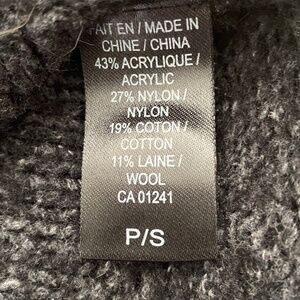 FAIT EN / MADE IN
CHINE / CHINA
43% ACRYLIQUE /
ACRYLIC
27% NYLON /
NYLON
19% COTON /
COTTON
11% LAINE /
WOOL
CA 01241
P/S